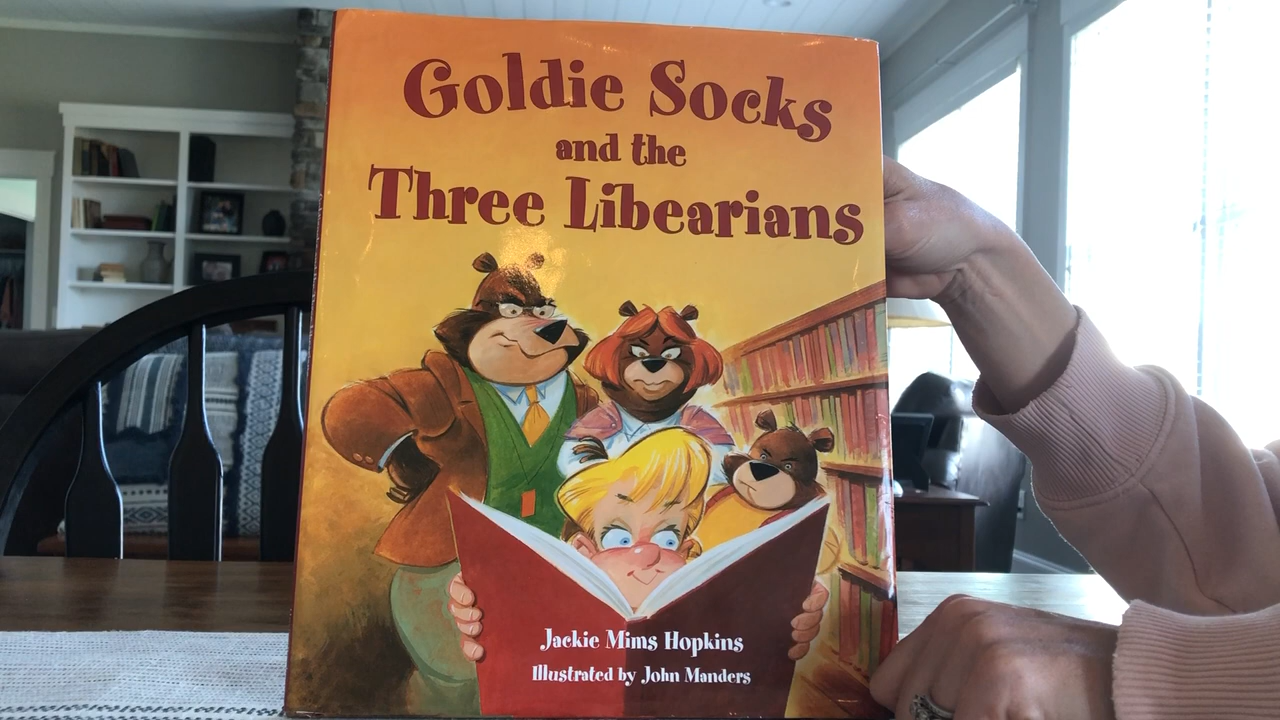 Goldie Socks
and the
Three Libearians
Jackie Mims Hopkins
Illustrated by John Manders